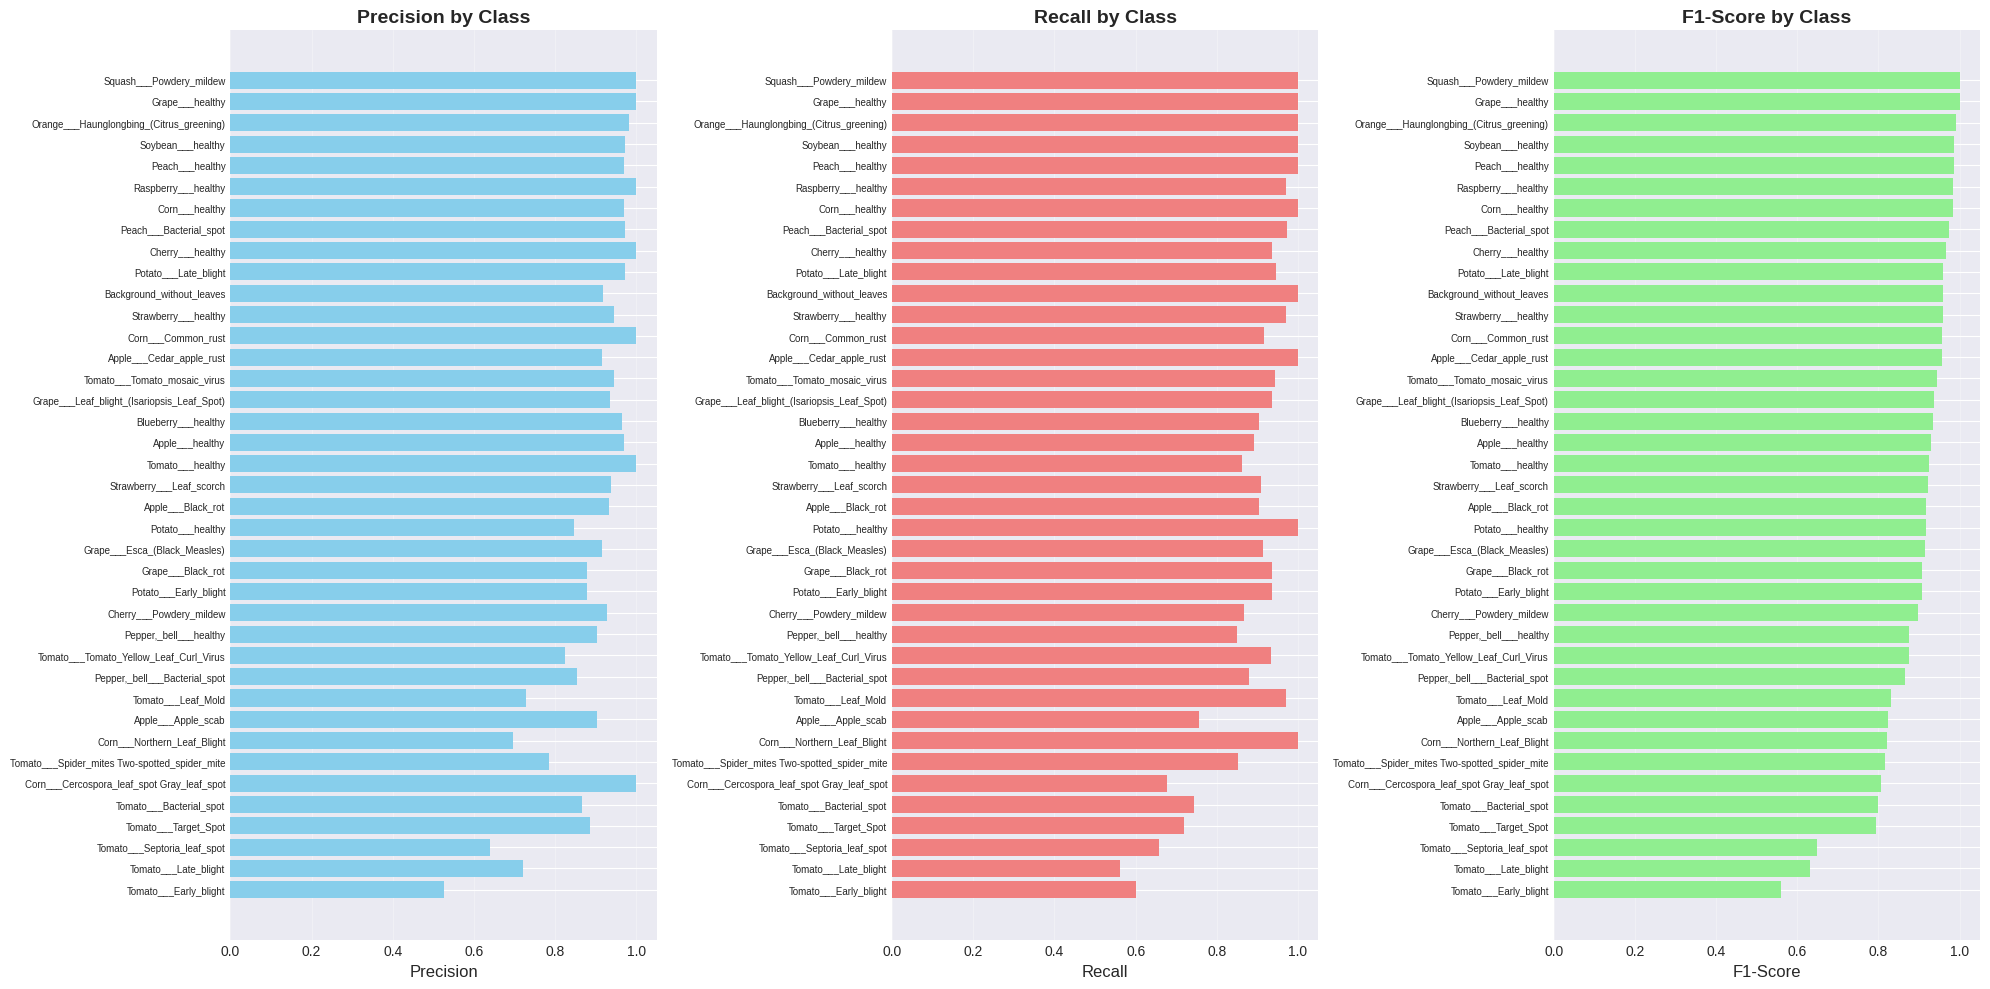 Precision by Class
Squash___Powdery_mildew
Grape___healthy
Orange___Haunglongbing_(Citrus_greening)
Soybean___healthy
Peach___healthy
Raspberry___healthy
Corn___healthy
Peach___Bacterial_spot
Cherry___healthy
Potato___Late_blight
Background_without_leaves
Strawberry___healthy
Corn___Common_rust
Apple___Cedar_apple_rust
Tomato___Tomato_mosaic_virus
Grape___Leaf_blight_(Isariopsis_Leaf_Spot)
Blueberry___healthy
Apple___healthy
Tomato___healthy
Strawberry___Leaf_scorch
Apple___Black_rot
Potato___healthy
Grape___Esca_(Black_Measles)
Grape___Black_rot
Potato___Early_blight
Cherry___Powdery_mildew
Pepper,_bell___healthy
Tomato___Tomato_Yellow_Leaf_Curl_Virus
Pepper,_bell___Bacterial_spot
Tomato___Leaf_Mold
Apple___Apple_scab
Corn___Northern_Leaf_Blight
Tomato___Spider_mites Two-spotted_spider_mite
Corn___Cercospora_leaf_spot Gray_leaf_spot
Tomato___Bacterial_spot
Tomato___Target_Spot
Tomato___Septoria_leaf_spot
Tomato___Late_blight
Tomato___Early_blight
0.0 0.2 0.4 0.6 0.8 1.0
Precision
Recall by Class
Squash___Powdery_mildew
Grape___healthy
Orange___Haunglongbing_(Citrus_greening)
Soybean___healthy
Peach___healthy
Raspberry___healthy
Corn___healthy
Peach___Bacterial_spot
Cherry___healthy
Potato___Late_blight
Background_without_leaves
Strawberry___healthy
Corn___Common_rust
Apple___Cedar_apple_rust
Tomato___Tomato_mosaic_virus
Grape___Leaf_blight_(Isariopsis_Leaf_Spot)
Blueberry___healthy
Apple___healthy
Tomato___healthy
Strawberry___Leaf_scorch
Apple___Black_rot
Potato___healthy
Grape___Esca_(Black_Measles)
Grape___Black_rot
Potato___Early_blight
Cherry___Powdery_mildew
Pepper,_bell___healthy
Tomato___Tomato_Yellow_Leaf_Curl_Virus
Pepper,_bell___Bacterial_spot
Tomato___Leaf_Mold
Apple___Apple_scab
Corn___Northern_Leaf_Blight
Tomato___Spider_mites Two-spotted_spider_mite
Corn___Cercospora_leaf_spot Gray_leaf_spot
Tomato___Bacterial_spot
Tomato___Target_Spot
Tomato___Septoria_leaf_spot
Tomato___Late_blight
Tomato___Early_blight
0.0 0.2 0.4 0.6 0.8 1.0
Recall
F1-Score by Class
Squash___Powdery_mildew
Grape___healthy
Orange___Haunglongbing_(Citrus_greening)
Soybean___healthy
Peach___healthy
Raspberry___healthy
Corn___healthy
Peach___Bacterial_spot
Cherry___healthy
Potato___Late_blight
Background_without_leaves
Strawberry___healthy
Corn___Common_rust
Apple___Cedar_apple_rust
Tomato___Tomato_mosaic_virus
Grape___Leaf_blight_(Isariopsis_Leaf_Spot)
Blueberry___healthy
Apple___healthy
Tomato___healthy
Strawberry___Leaf_scorch
Apple___Black_rot
Potato___healthy
Grape___Esca_(Black_Measles)
Grape___Black_rot
Potato___Early_blight
Cherry___Powdery_mildew
Pepper,_bell___healthy
Tomato___Tomato_Yellow_Leaf_Curl_Virus
Pepper,_bell___Bacterial_spot
Tomato___Leaf_Mold
Apple___Apple_scab
Corn___Northern_Leaf_Blight
Tomato___Spider_mites Two-spotted_spider_mite
Corn___Cercospora_leaf_spot Gray_leaf_spot
Tomato___Bacterial_spot
Tomato___Target_Spot
Tomato___Septoria_leaf_spot
Tomato___Late_blight
Tomato___Early_blight
0.0 0.2 0.4 0.6 0.8 1.0
F1-Score